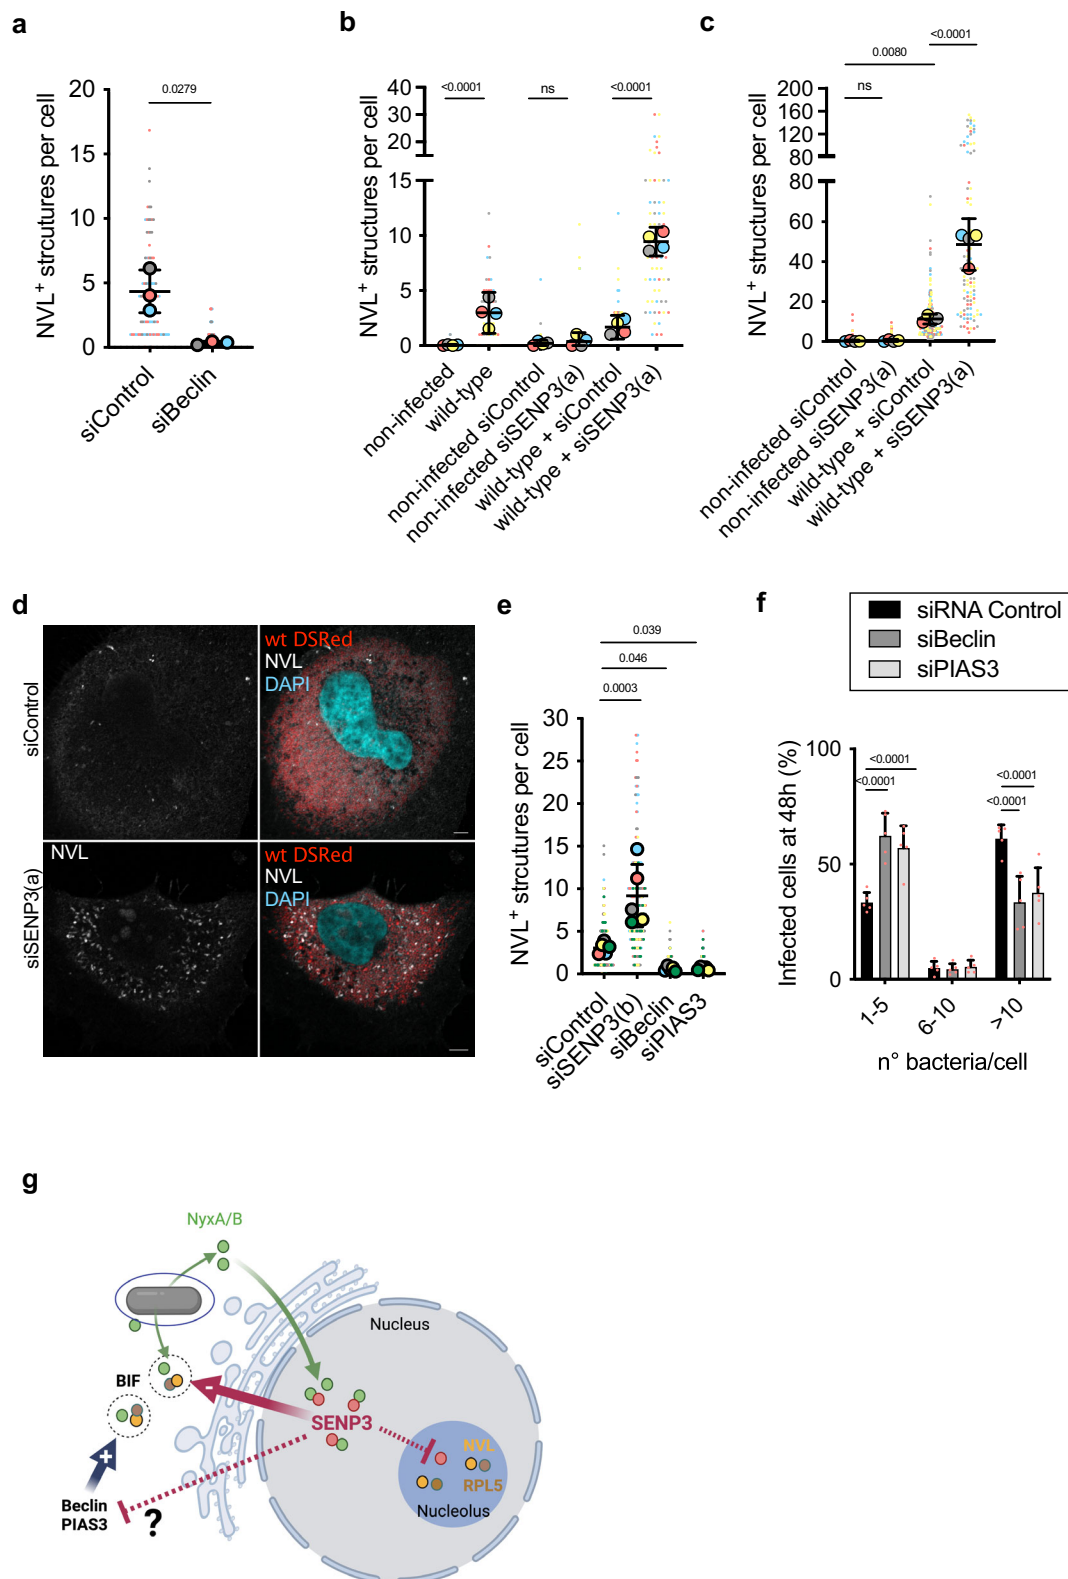 a
NVL+ strcutures per cell
20
15
10
5
0
0.0279
siControl
siBeclin
b
NVL+ structures per cell
40
30
20
15
10
5
0
<0.0001
ns
<0.0001
non-infected
wild-type
non-infected siControl
non-infected siSENP3(a)
wild-type + siControl
wild-type + siSENP3(a)
c
NVL+ structures per cell
200
160
120
80
80
60
40
20
0
<0.0001
0.0080
ns
non-infected siControl
non-infected siSENP3(a)
wild-type + siControl
wild-type + siSENP3(a)
d
siControl
wt DSRed
NVL
DAPI
siSENP3(a)
NVL
wt DSRed
NVL
DAPI
e
NVL+ strcutures per cell
30
25
20
15
10
5
0
0.039
0.046
0.0003
siControl
siSENP3(b)
siBeclin
siPIAS3
f
siRNA Control
siBeclin
siPIAS3
Infected cells at 48h (%)
100
50
0
<0.0001
<0.0001
<0.0001
<0.0001
1-5
6-10
>10
n° bacteria/cell
g
NyxA/B
Nucleus
BIF
-
SENP3
NVL
RPL5
Nucleolus
+
Beclin
PIAS3
?